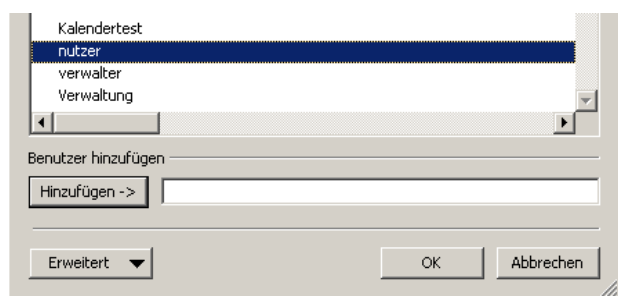 Kalendertest
nutzer
verwalter
Verwaltung
Benutzer hinzufügen
Hinzufügen ->
Erweitert OK Abbrechen